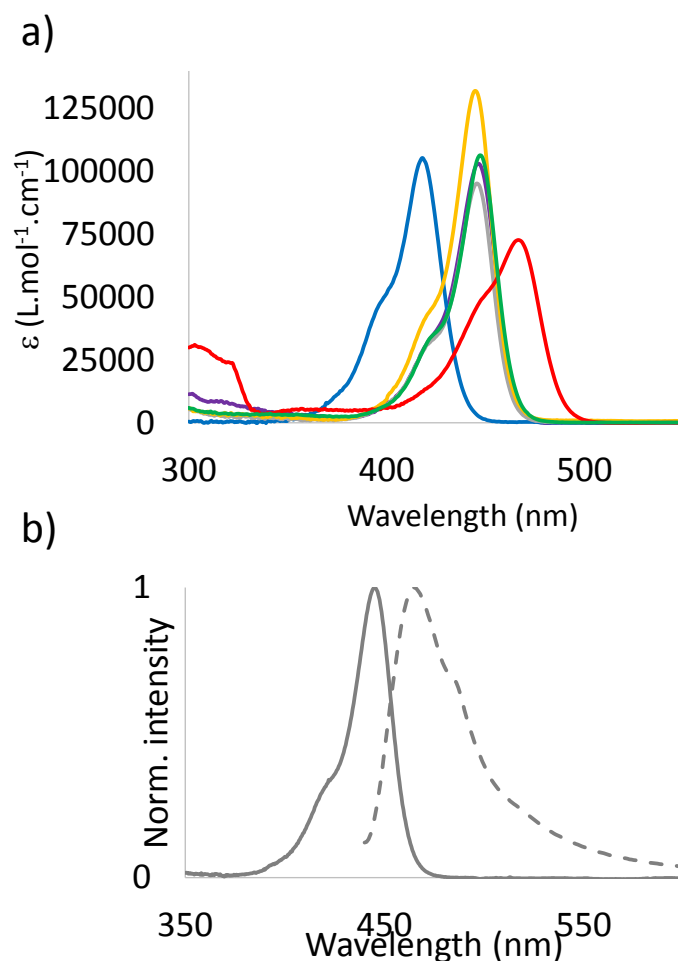 a)
ε (L.mol⁻¹.cm⁻¹)
125000
100000
75000
50000
25000
0
300
400
500
Wavelength (nm)
b)
Norm. intensity
1
0
350
450
550
Wavelength (nm)